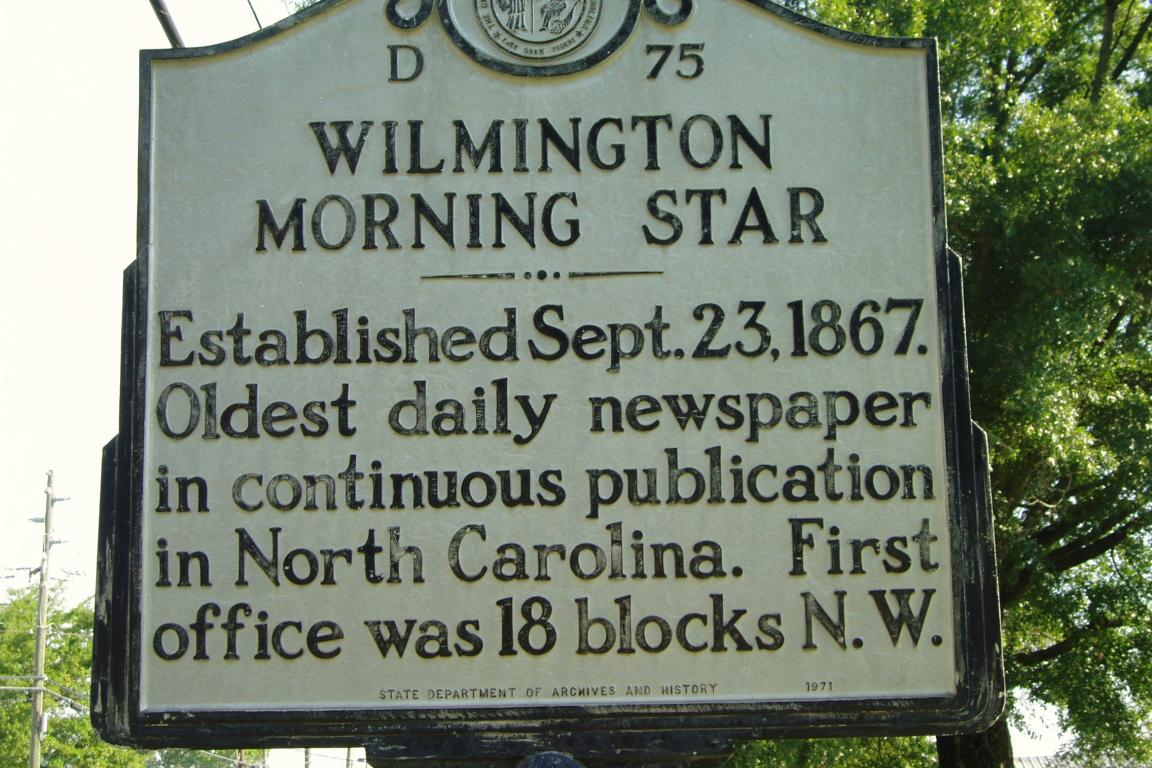 D 75
WILMINGTON
MORNING STAR
Established Sept. 23, 1867.
Oldest daily newspaper
in continuous publication
in North Carolina. First
office was 18 blocks N. W.
STATE DEPARTMENT OF ARCHIVES AND HISTORY 1971